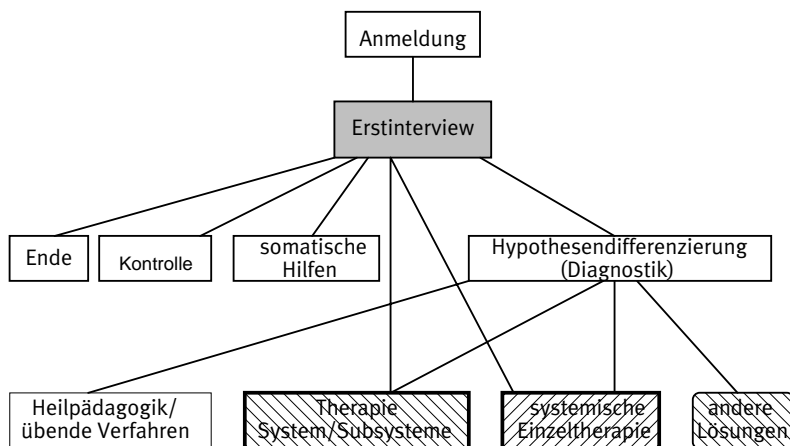 Anmeldung
Erstinterview
Ende
Kontrolle
somatische
Hilfen
Hypothesendifferenzierung
(Diagnostik)
Heilpädagogik/
übende Verfahren
Therapie
System/Subsysteme
systemische
Einzeltherapie
andere
Lösungen